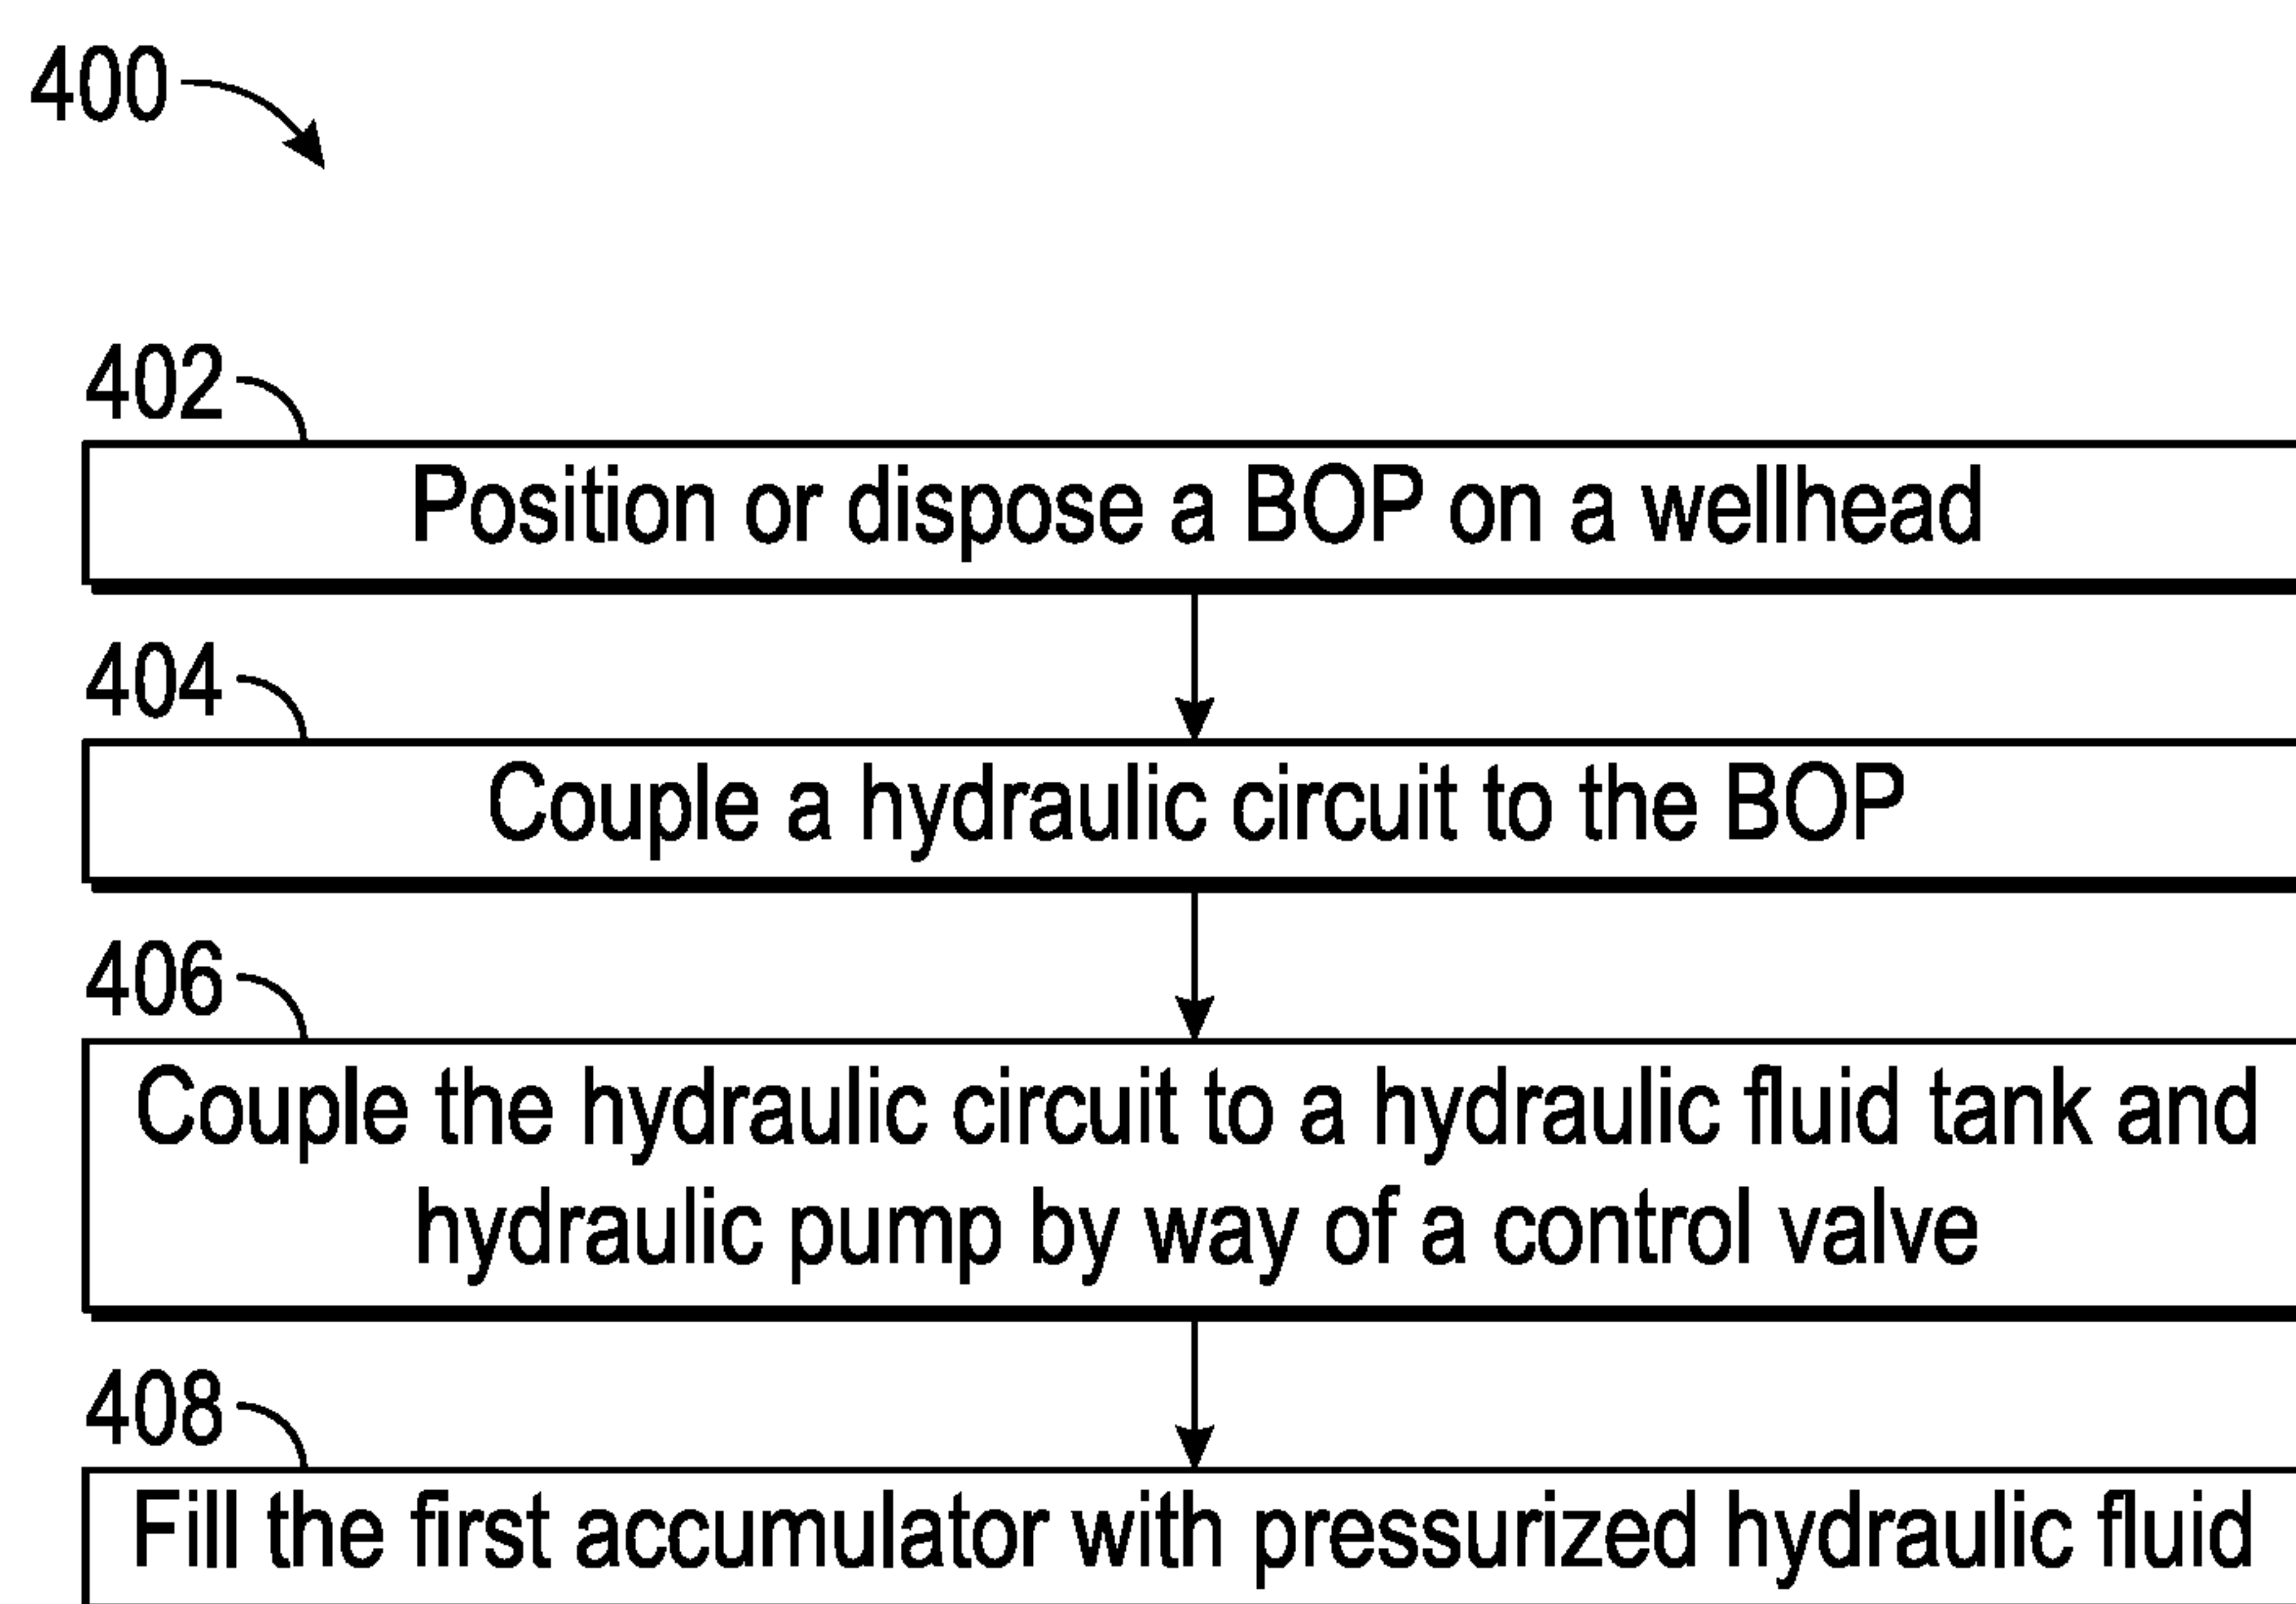 400
402
Position or dispose a BOP on a wellhead
404
Couple a hydraulic circuit to the BOP
406
Couple the hydraulic circuit to a hydraulic fluid tank and
hydraulic pump by way of a control valve
408
Fill the first accumulator with pressurized hydraulic fluid